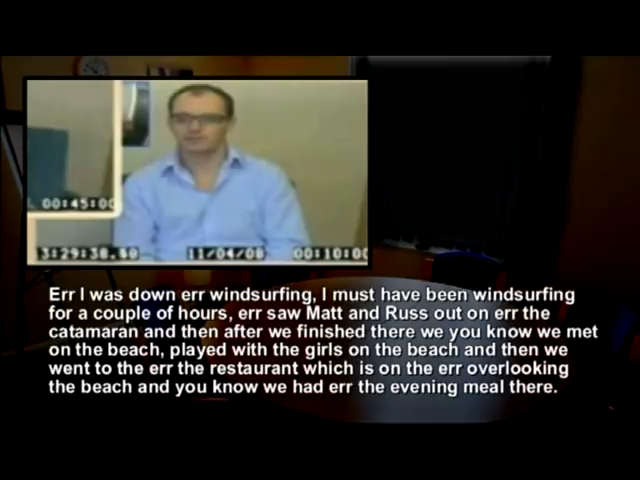 00:45:00
3:29:38.
11/04/08
00:10:00
Err I was down err windsurfing, I must have been windsurfing
for a couple of hours, err saw Matt and Russ out on err the
catamaran and then after we finished there we you know we met
on the beach, played with the girls on the beach and then we
went to the err the restaurant which is on the err overlooking
the beach and you know we had err the evening meal there.